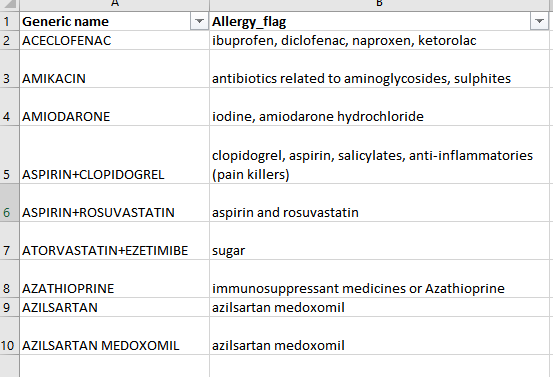 A B
1 Generic name Allergy_flag
2 ACECLOFENAC ibuprofen, diclofenac, naproxen, ketorolac
3 AMIKACIN antibiotics related to aminoglycosides, sulphites
4 AMIODARONE iodine, amiodarone hydrochloride
clopidogrel, aspirin, salicylates, anti-inflammatories
5 ASPIRIN+CLOPIDOGREL (pain killers)
6 ASPIRIN+ROSUVASTATIN aspirin and rosuvastatin
7 ATORVASTATIN+EZETIMIBE sugar
8 AZATHIOPRINE immunosuppressant medicines or Azathioprine
9 AZILSARTAN azilsartan medoxomil
10 AZILSARTAN MEDOXOMIL azilsartan medoxomil